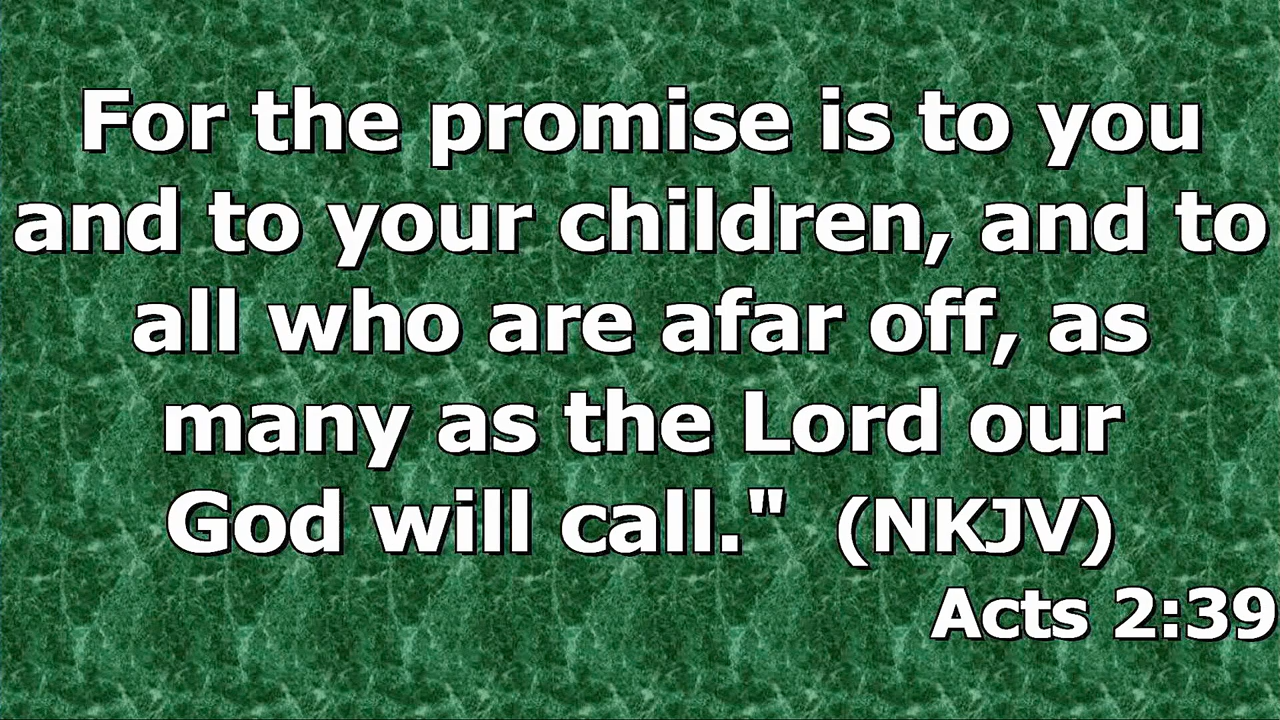 For the promise is to you
and to your children, and to
all who are afar off, as
many as the Lord our
God will call." (NKJV)
Acts 2:39